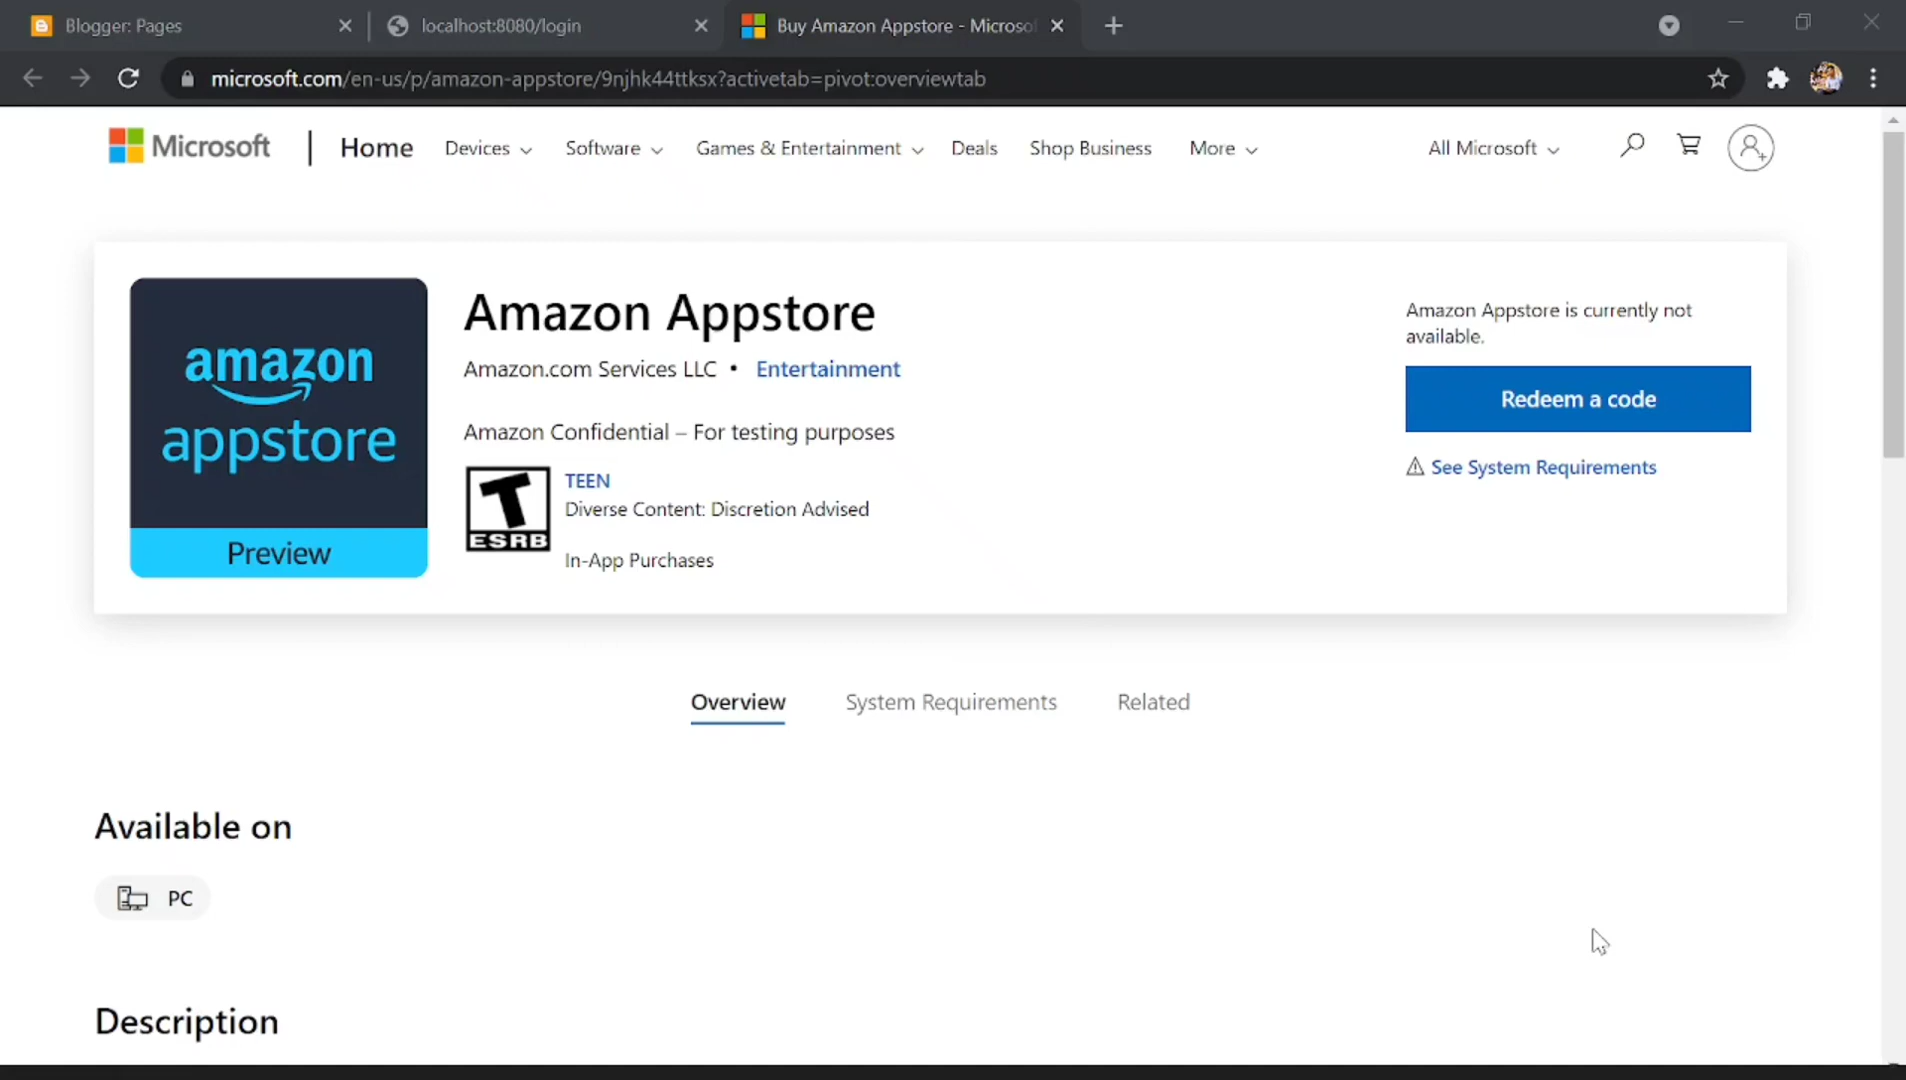 Blogger: Pages
localhost:8080/login
Buy Amazon Appstore - Microso
microsoft.com/en-us/p/amazon-appstore/9njhk44ttksx?activetab=pivot:overviewtab
Microsoft
Home
Devices
Software
Games & Entertainment
Deals
Shop Business
More
All Microsoft
amazon
appstore
Preview
Amazon Appstore
Amazon.com Services LLC • Entertainment
Amazon Confidential – For testing purposes
T
ESRB
TEEN
Diverse Content: Discretion Advised
In-App Purchases
Amazon Appstore is currently not
available.
Redeem a code
See System Requirements
Overview
System Requirements
Related
Available on
PC
Description